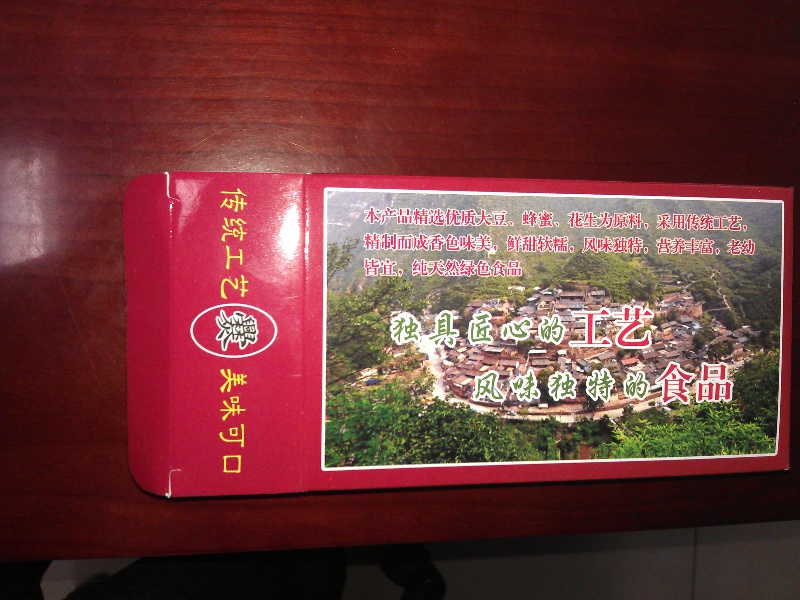 本产品精选优质大豆、蜂蜜、花生为原料,采用传统工艺,
精制而成香色味美,鲜甜软糯,风味独特,营养丰富,老幼
皆宜,纯天然绿色食品
独具匠心的工艺
风味独特的食品
传统工艺
美味可口